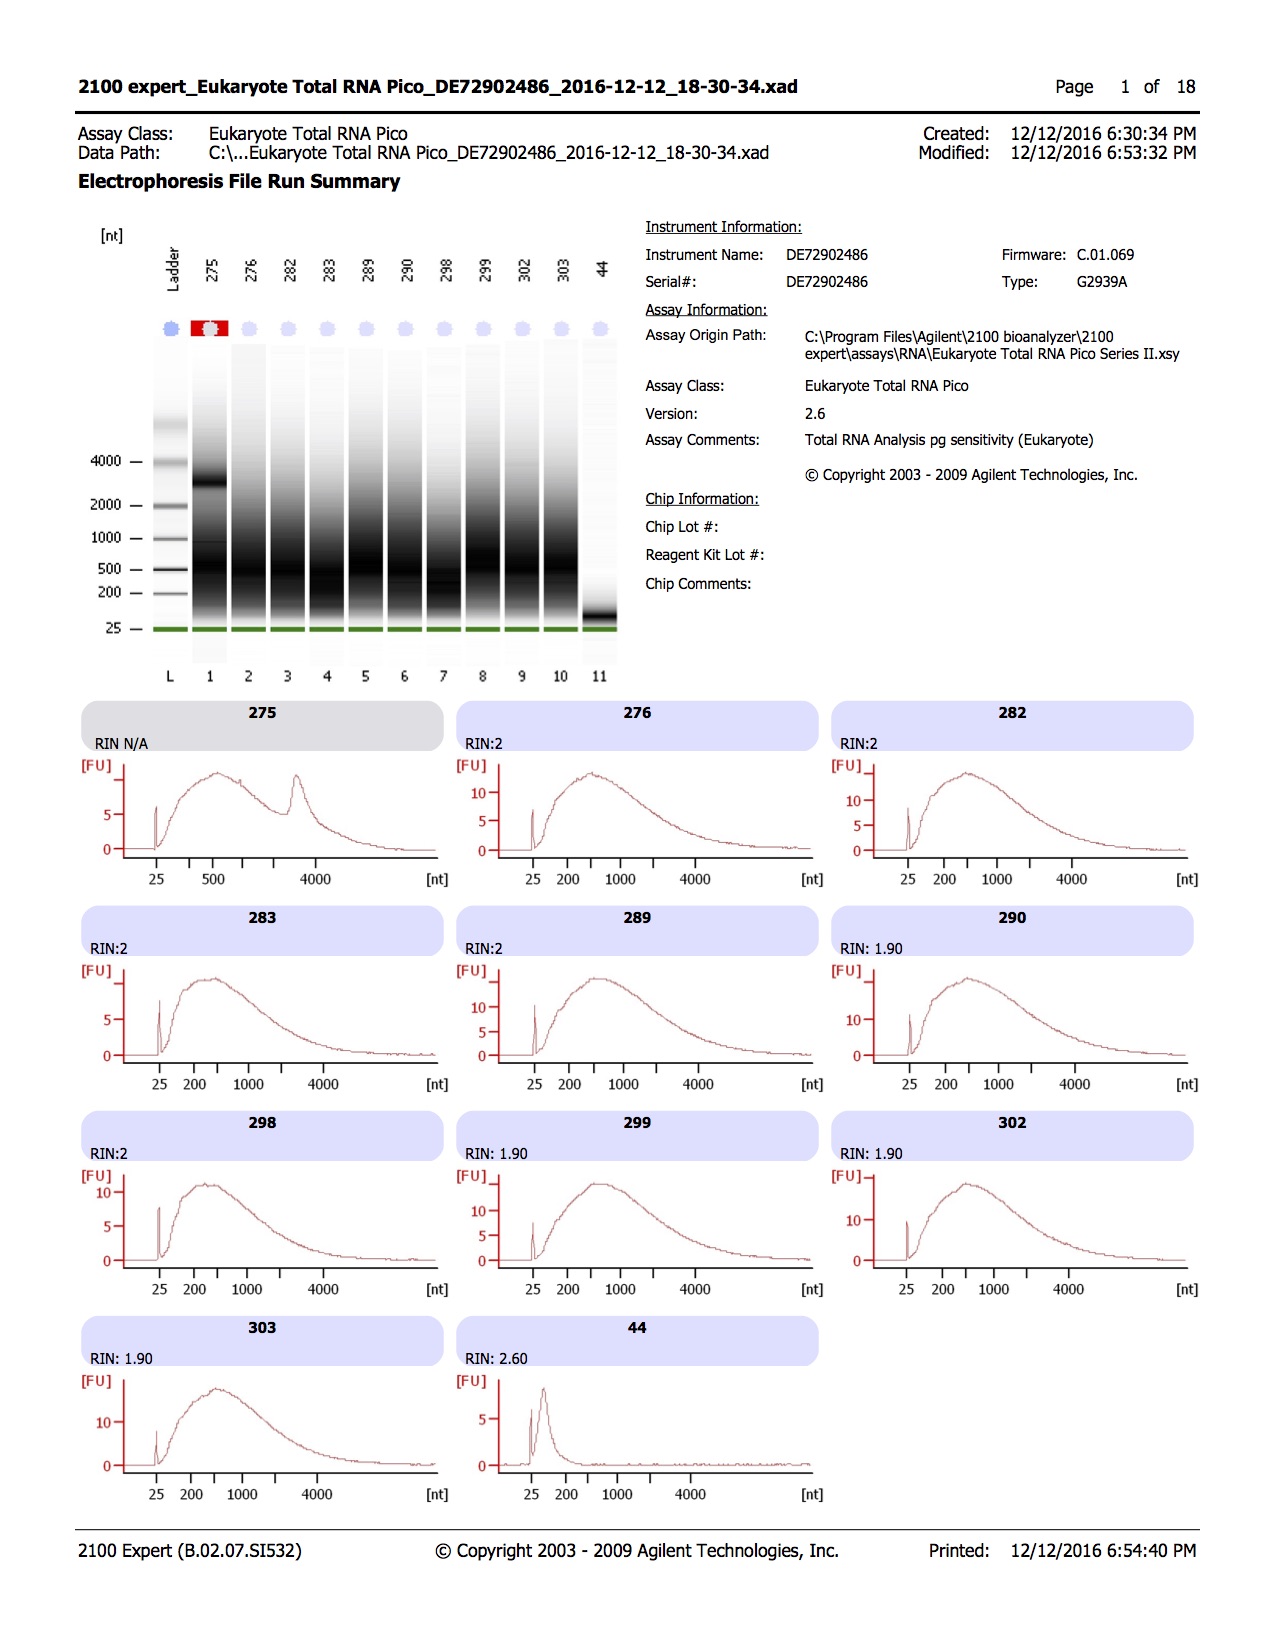 2100 expert_Eukaryote Total RNA Pico_DE72902486_2016-12-12_18-30-34.xad Page 1 of 18
Assay Class: Eukaryote Total RNA Pico Created: 12/12/2016 6:30:34 PM
Data Path: C:\...Eukaryote Total RNA Pico_DE72902486_2016-12-12_18-30-34.xad Modified: 12/12/2016 6:53:32 PM
Electrophoresis File Run Summary
[nt]
Ladder 275 276 282 283 289 290 298 299 302 303 44
4000
2000
1000
500
200
25
L 1 2 3 4 5 6 7 8 9 10 11
Instrument Information:
Instrument Name: DE72902486 Firmware: C.01.069
Serial#: DE72902486 Type: G2939A
Assay Information:
Assay Origin Path: C:\Program Files\Agilent\2100 bioanalyzer\2100
expert\assays\RNA\Eukaryote Total RNA Pico Series II.xsy
Assay Class: Eukaryote Total RNA Pico
Version: 2.6
Assay Comments: Total RNA Analysis pg sensitivity (Eukaryote)
© Copyright 2003 - 2009 Agilent Technologies, Inc.
Chip Information:
Chip Lot #:
Reagent Kit Lot #:
Chip Comments:
275
RIN N/A
[FU]
5
0
25 500 4000 [nt]
276
RIN:2
[FU]
10
5
0
25 200 1000 4000 [nt]
282
RIN:2
[FU]
10
5
0
25 200 1000 4000 [nt]
283
RIN:2
[FU]
5
0
25 200 1000 4000 [nt]
289
RIN:2
[FU]
10
5
0
25 200 1000 4000 [nt]
290
RIN: 1.90
[FU]
10
0
25 200 1000 4000 [nt]
298
RIN:2
[FU]
10
5
0
25 200 1000 4000 [nt]
299
RIN: 1.90
[FU]
10
5
0
25 200 1000 4000 [nt]
302
RIN: 1.90
[FU]
10
0
25 200 1000 4000 [nt]
303
RIN: 1.90
[FU]
10
0
25 200 1000 4000 [nt]
44
RIN: 2.60
[FU]
5
0
25 200 1000 4000 [nt]
2100 Expert (B.02.07.SI532) © Copyright 2003 - 2009 Agilent Technologies, Inc. Printed: 12/12/2016 6:54:40 PM